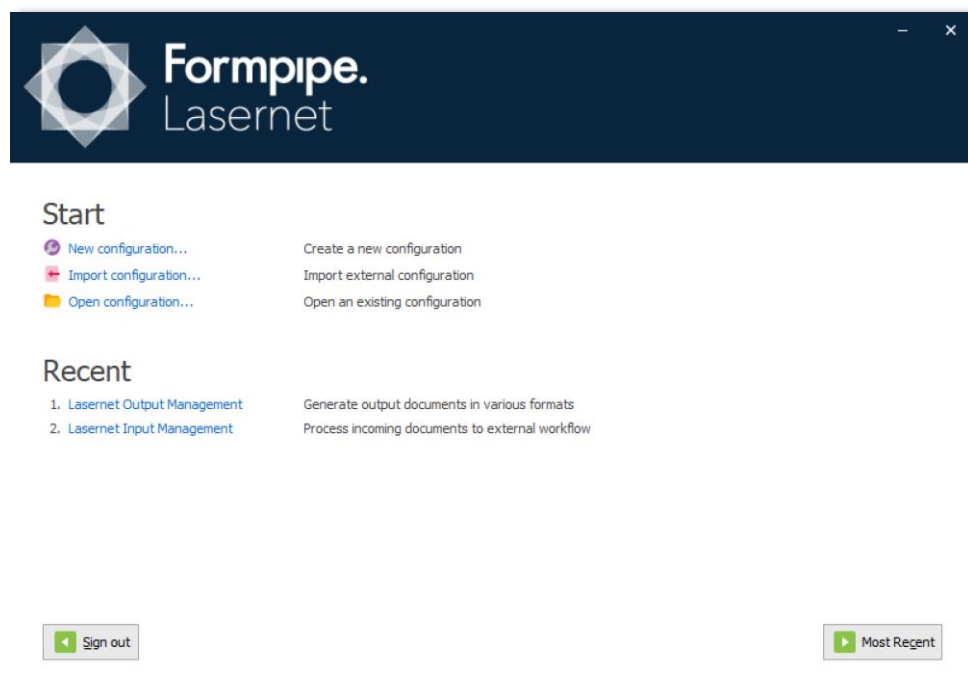 Formpipe.
Lasernet
Start
New configuration... Create a new configuration
Import configuration... Import external configuration
Open configuration... Open an existing configuration
Recent
1. Lasernet Output Management Generate output documents in various formats
2. Lasernet Input Management Process incoming documents to external workflow
Sign out Most Recent